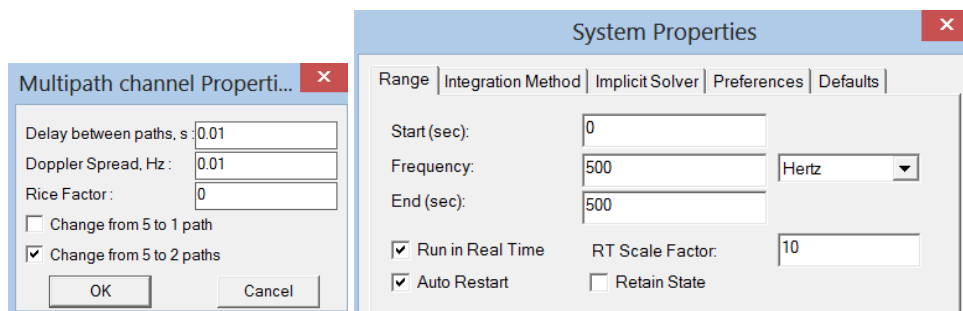 Multipath channel Properti...
Delay between paths, s : 0.01
Doppler Spread, Hz : 0.01
Rice Factor : 0
Change from 5 to 1 path
Change from 5 to 2 paths
OK Cancel
System Properties
Range Integration Method Implicit Solver Preferences Defaults
Start (sec): 0
Frequency: 500 Hertz
End (sec): 500
Run in Real Time RT Scale Factor: 10
Auto Restart Retain State